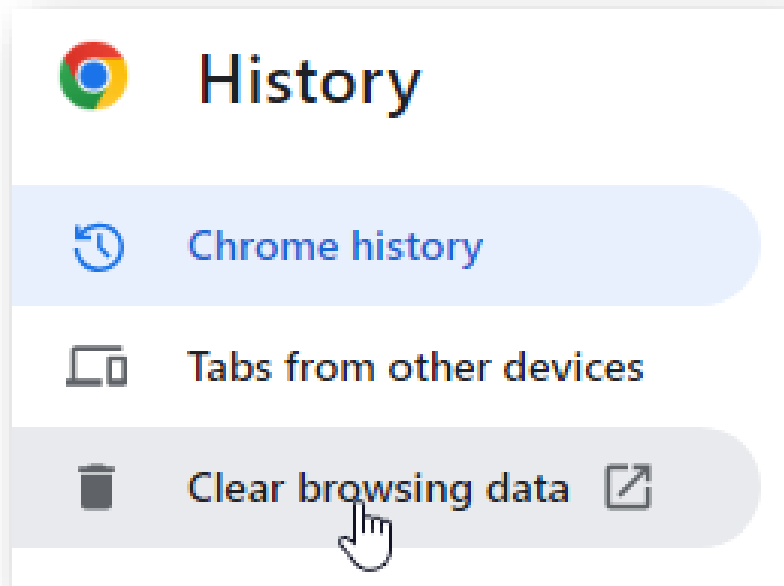 History
Chrome history
Tabs from other devices
Clear browsing data